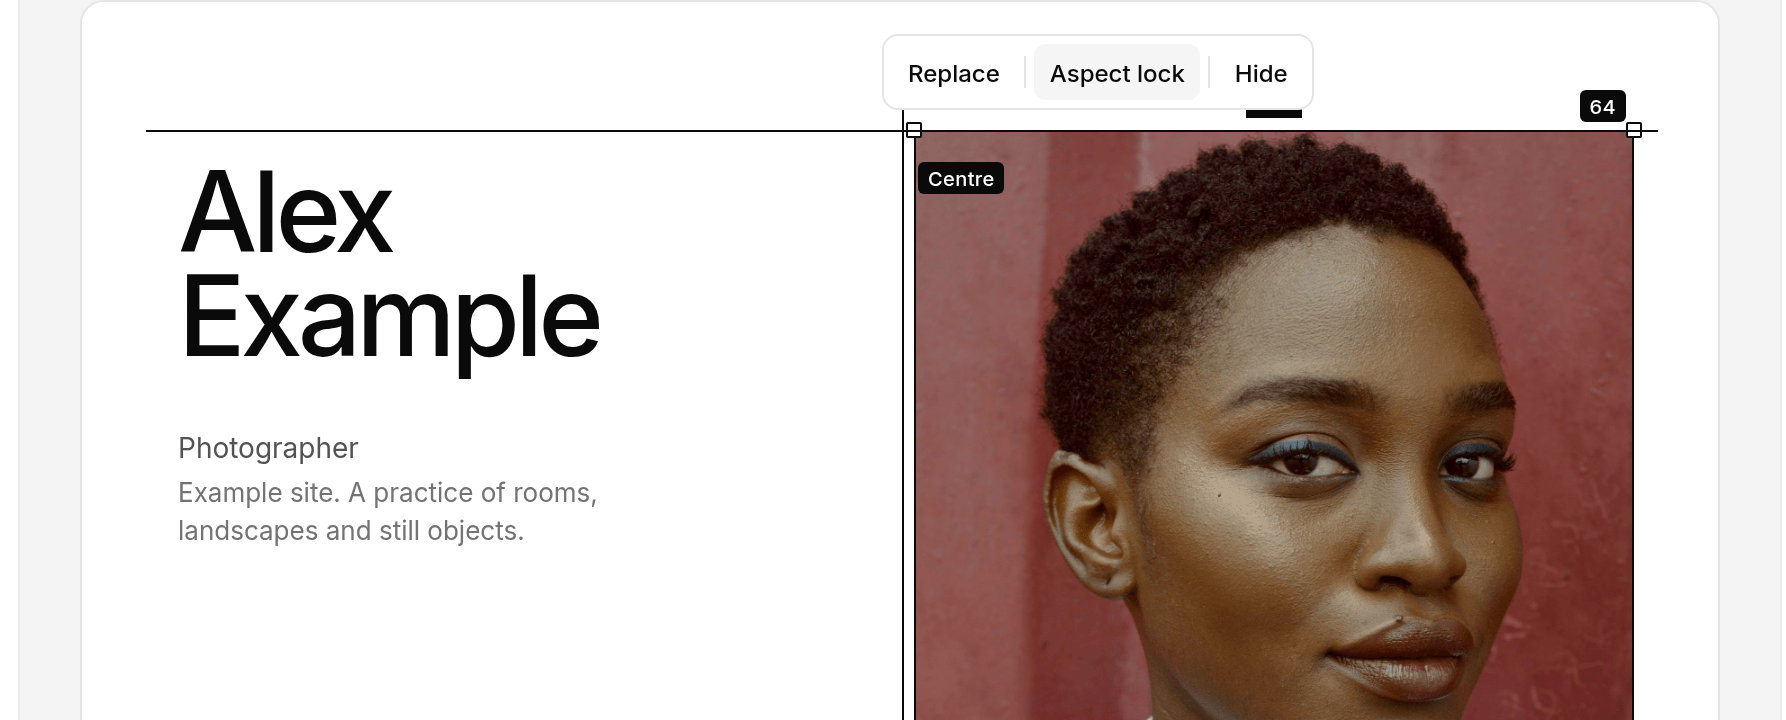 Replace
Aspect lock
Hide
64
Centre
Alex
Example
Photographer
Example site. A practice of rooms,
landscapes and still objects.